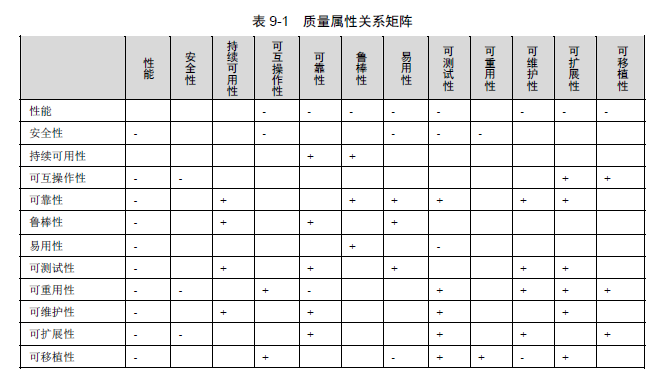 表 9-1 质量属性关系矩阵
性能 安全性 持续可用性 可互操作性 可靠性 鲁棒性 易用性 可测试性 可重用性 可维护性 可扩展性 可移植性
性能 - - - - - - - -
安全性 - - - - -
持续可用性 + +
可互操作性 - - + +
可靠性 - + + + + + +
鲁棒性 - + + +
易用性 - + -
可测试性 - + + + + +
可重用性 - - + - + + + +
可维护性 - + + + +
可扩展性 - - + + + +
可移植性 - + - + + - +